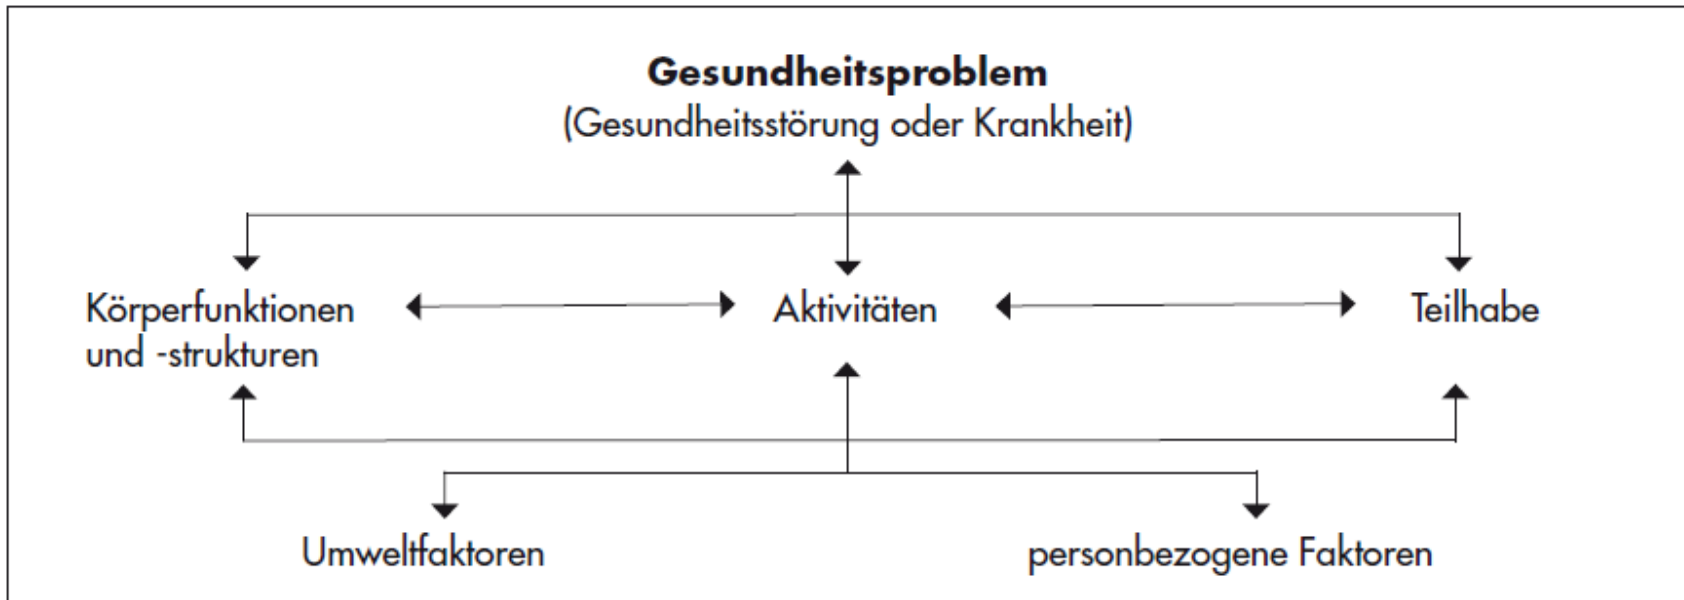 Gesundheitsproblem
(Gesundheitsstörung oder Krankheit)
Körperfunktionen
und -strukturen
Aktivitäten
Teilhabe
Umweltfaktoren
personbezogene Faktoren